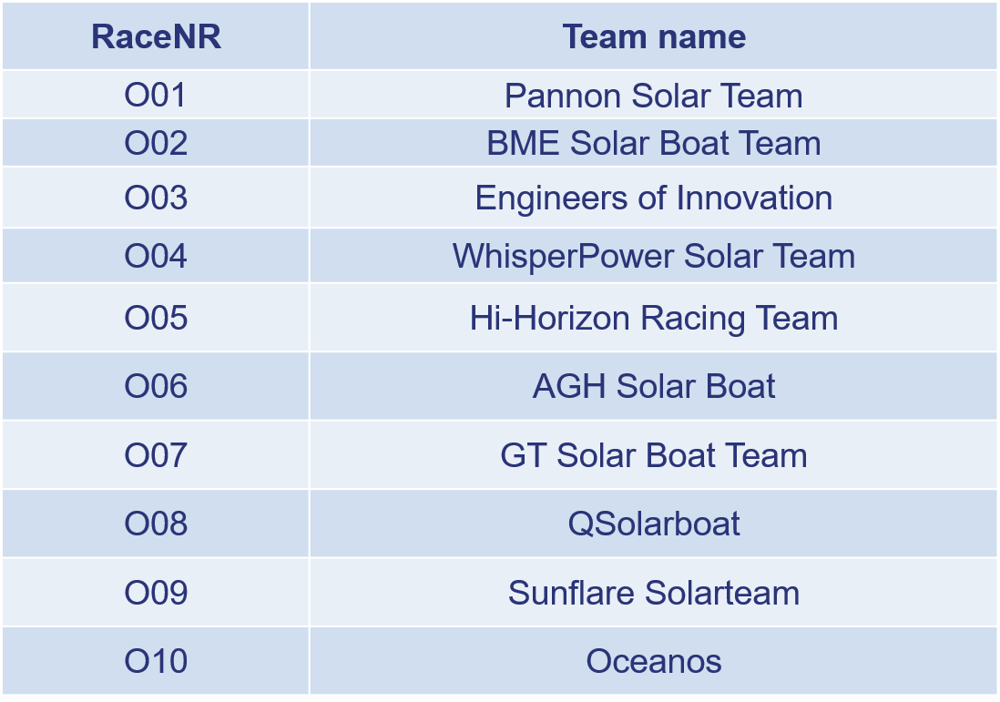 RaceNR Team name
O01 Pannon Solar Team
O02 BME Solar Boat Team
O03 Engineers of Innovation
O04 WhisperPower Solar Team
O05 Hi-Horizon Racing Team
O06 AGH Solar Boat
O07 GT Solar Boat Team
O08 QSolarboat
O09 Sunflare Solarteam
O10 Oceanos